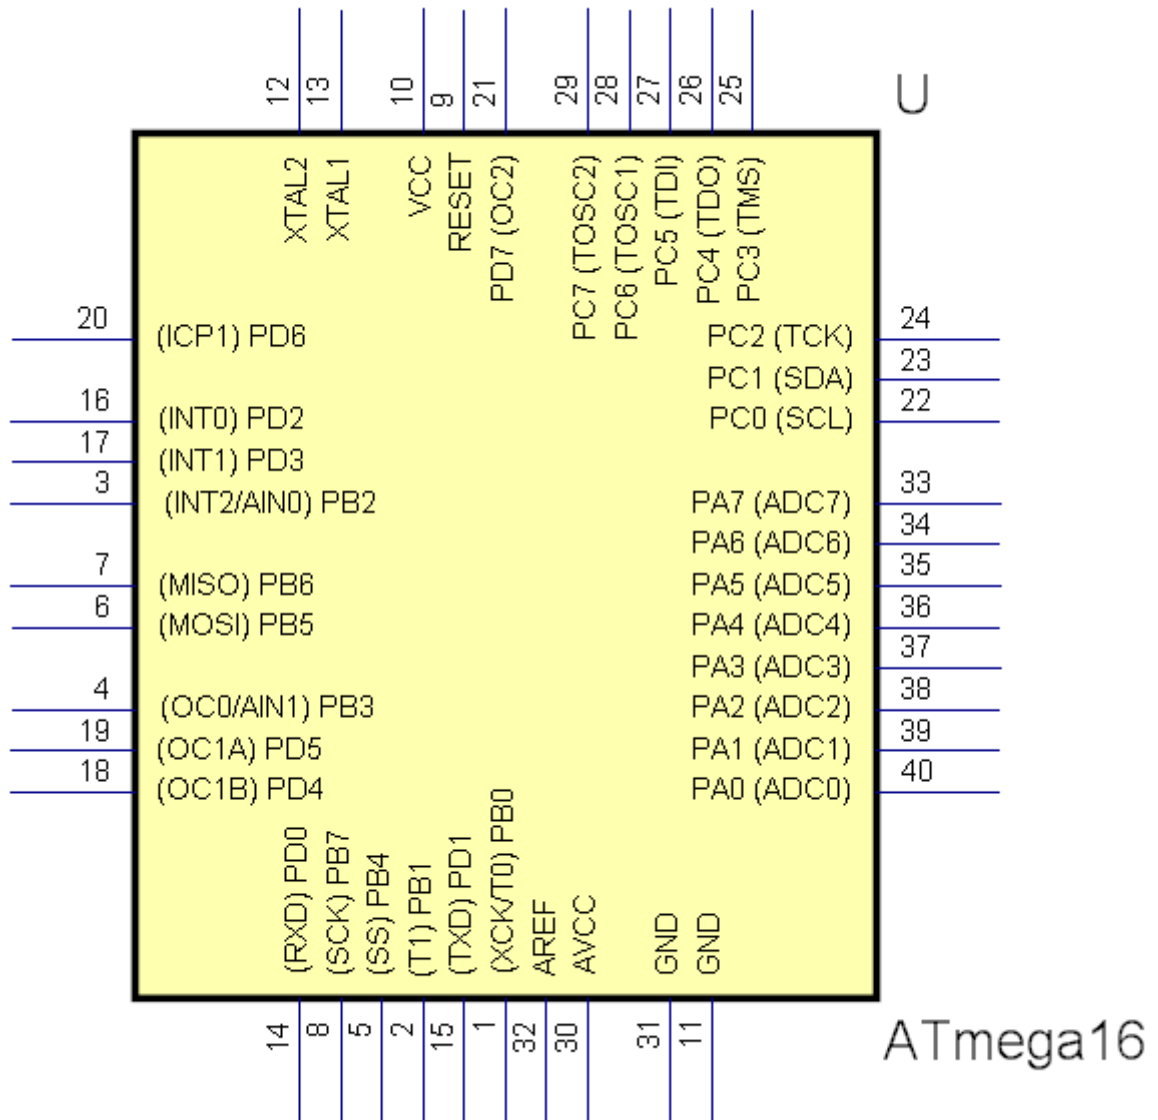 12 13 10 9 21 29 28 27 26 25
U
XTAL2
XTAL1
VCC
RESET
PD7 (OC2)
PC7 (TOSC2)
PC6 (TOSC1)
PC5 (TDI)
PC4 (TDO)
PC3 (TMS)
20 (ICP1) PD6
16 (INT0) PD2
17 (INT1) PD3
3 (INT2/AIN0) PB2
7 (MISO) PB6
6 (MOSI) PB5
4 (OC0/AIN1) PB3
19 (OC1A) PD5
18 (OC1B) PD4
PC2 (TCK) 24
PC1 (SDA) 23
PC0 (SCL) 22
PA7 (ADC7) 33
PA6 (ADC6) 34
PA5 (ADC5) 35
PA4 (ADC4) 36
PA3 (ADC3) 37
PA2 (ADC2) 38
PA1 (ADC1) 39
PA0 (ADC0) 40
(RXD) PD0
(SCK) PB7
(SS) PB4
(T1) PB1
(TXD) PD1
(XCK/T0) PB0
AREF
AVCC
GND
GND
14 8 5 2 15 1 32 30 31 11
ATmega16